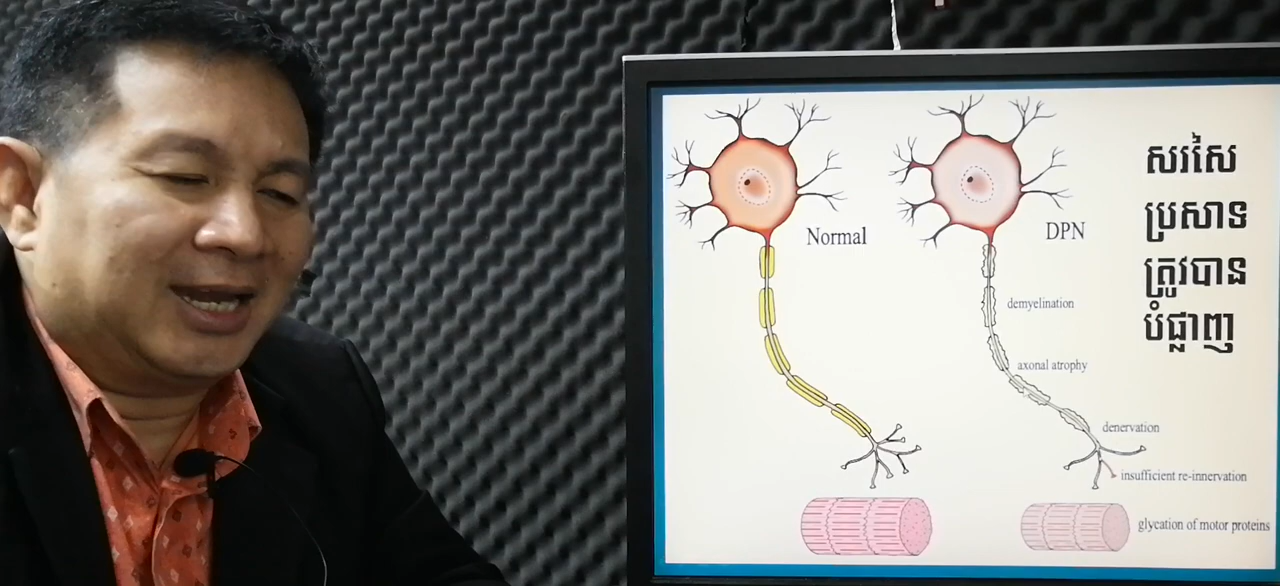 Normal
DPN
demyelination
axonal atrophy
denervation
insufficient re-innervation
glycation of motor proteins
សរសៃ
ប្រសាទ
ត្រូវបាន
បំផ្លាញ